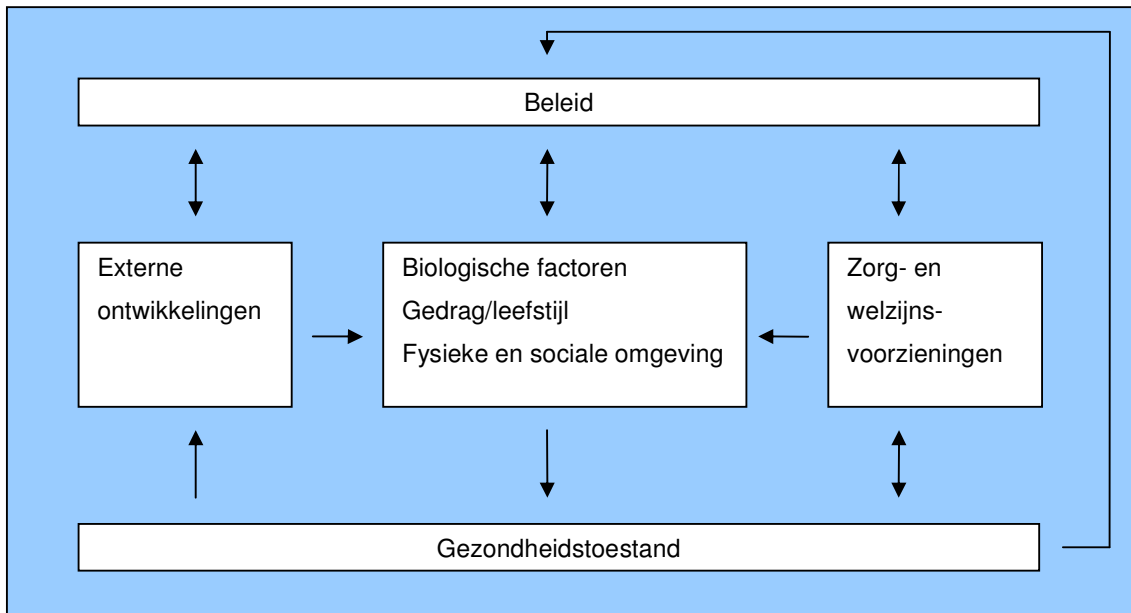 Beleid
Externe
ontwikkelingen
Biologische factoren
Gedrag/leefstijl
Fysieke en sociale omgeving
Zorg- en
welzijns-
voorzieningen
Gezondheidstoestand